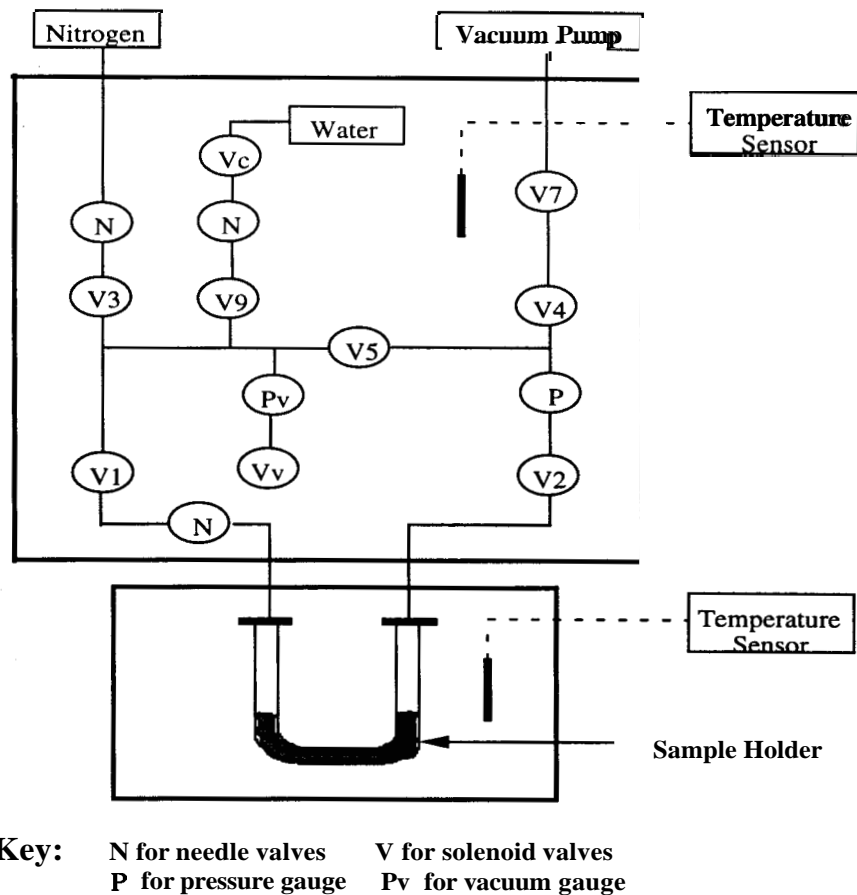 Nitrogen
Vacuum Pump
Water
Temperature
Sensor
Vc
V7
N
N
V3
V9
V4
V5
Pv
P
V1
Vv
V2
N
Temperature
Sensor
Sample Holder
Key: N for needle valves V for solenoid valves
P for pressure gauge Pv for vacuum gauge